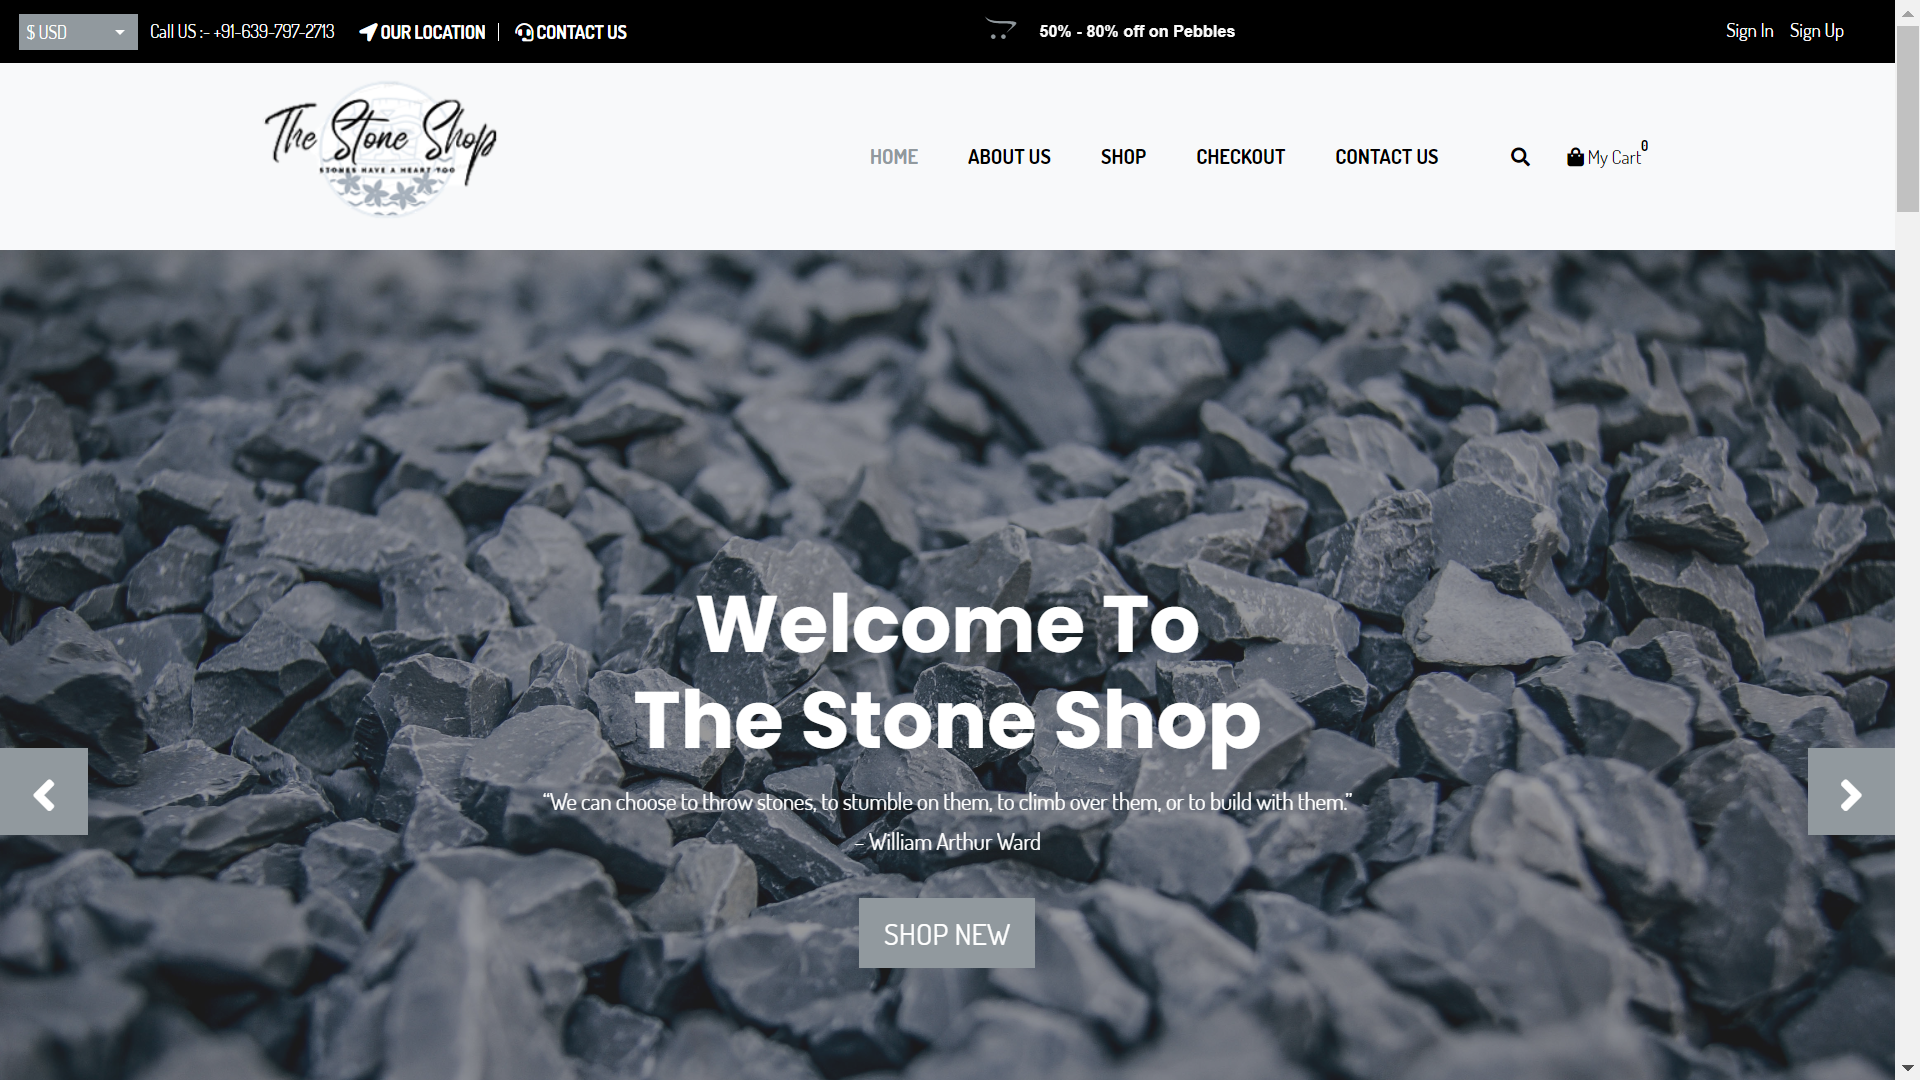 $ USD
Call US :- +91-639-797-2713
OUR LOCATION
CONTACT US
50% - 80% off on Pebbles
Sign In
Sign Up
The Stone Shop
STONES HAVE A HEART TOO
HOME
ABOUT US
SHOP
CHECKOUT
CONTACT US
My Cart 0
Welcome To
The Stone Shop
“We can choose to throw stones, to stumble on them, to climb over them, or to build with them.”
– William Arthur Ward
SHOP NEW